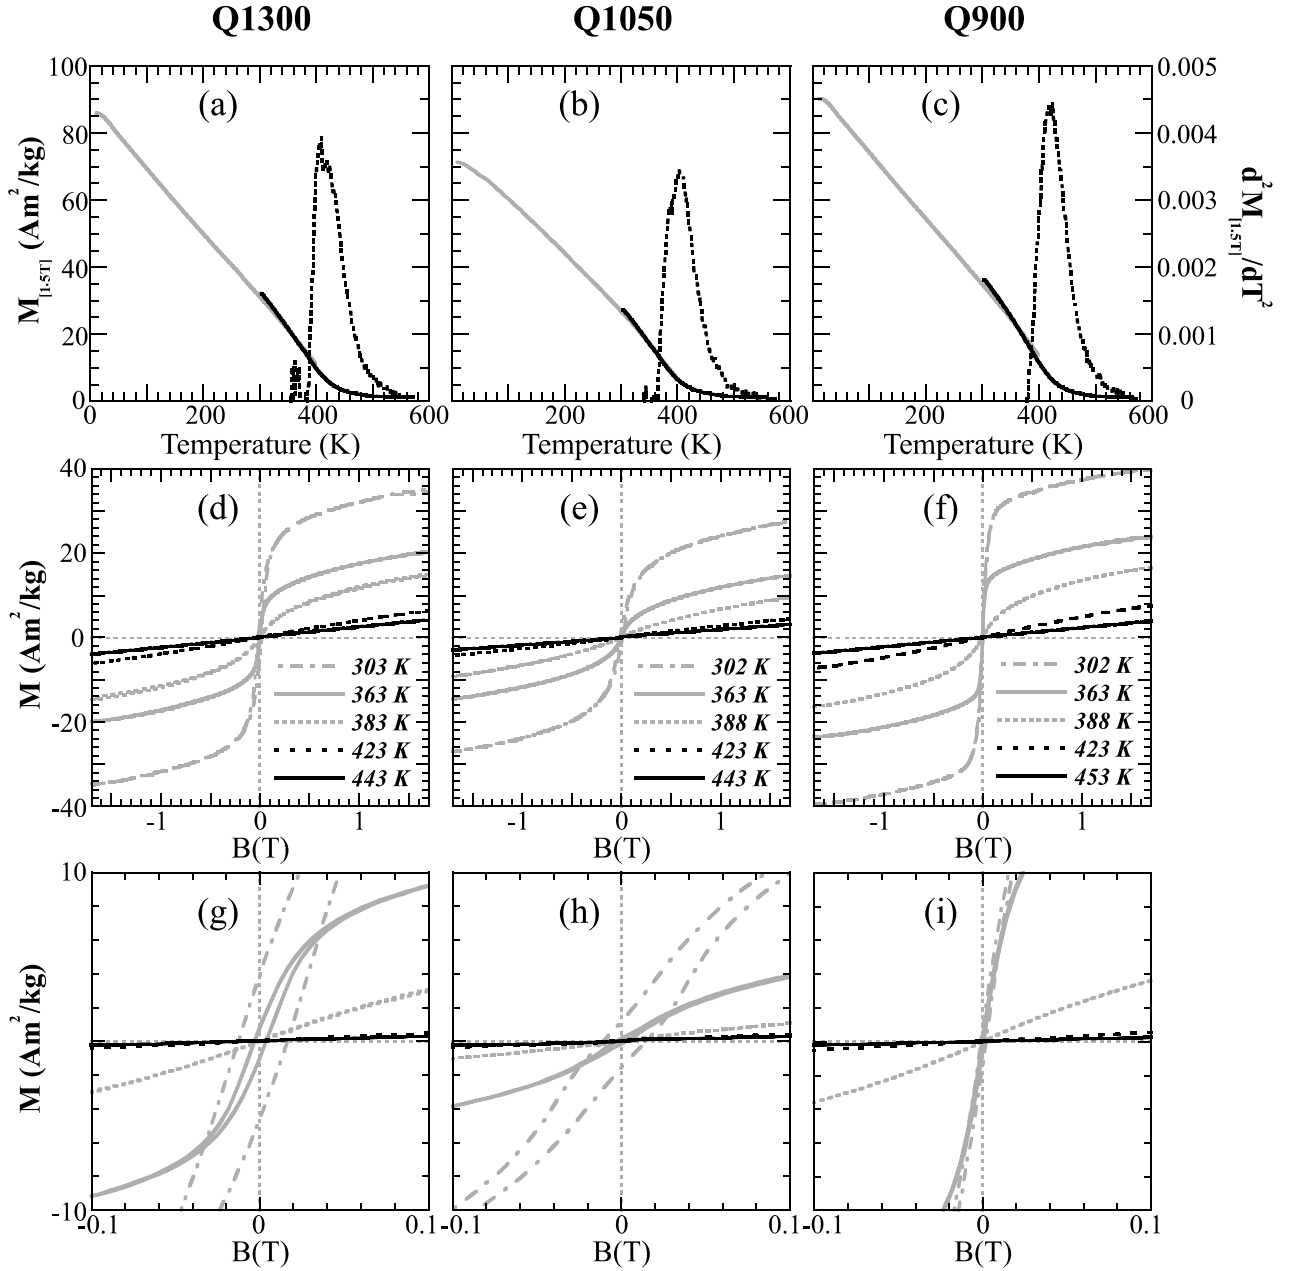 Q1300 Q1050 Q900
(a) (b) (c)
M[1.5T] (Am²/kg)
100
80
60
40
20
0
0.005
0.004
0.003
0.002
0.001
0
d²M[1.5T]/dT²
0 200 400 600 200 400 600 200 400 600
Temperature (K) Temperature (K) Temperature (K)
(d) (e) (f)
M (Am²/kg)
40
20
0
-20
-40
303 K
363 K
383 K
423 K
443 K
302 K
363 K
388 K
423 K
443 K
302 K
363 K
388 K
423 K
453 K
-1 0 1 -1 0 1 -1 0 1
B(T) B(T) B(T)
(g) (h) (i)
M (Am²/kg)
10
-10
-0.1 0 0.1 -0.1 0 0.1 -0.1 0 0.1
B(T) B(T) B(T)